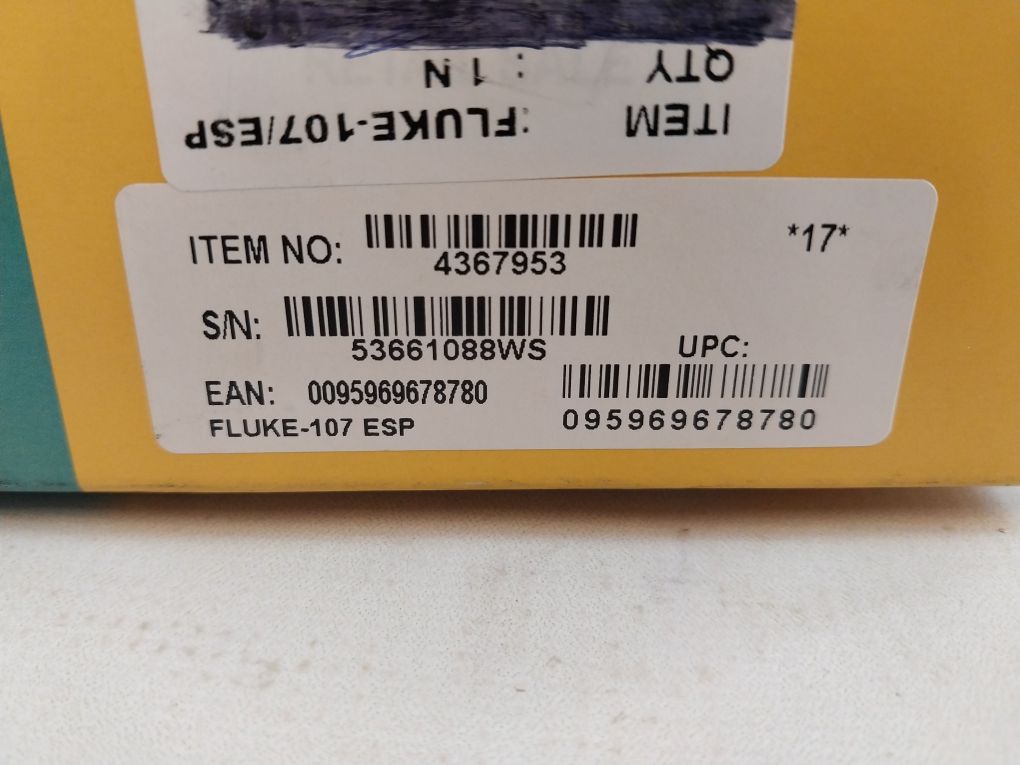 QTY : 1 N
ITEM :FLUKE-107/ESP
ITEM NO: 4367953
*17*
S/N: 53661088WS
UPC:
EAN: 0095969678780
095969678780
FLUKE-107 ESP